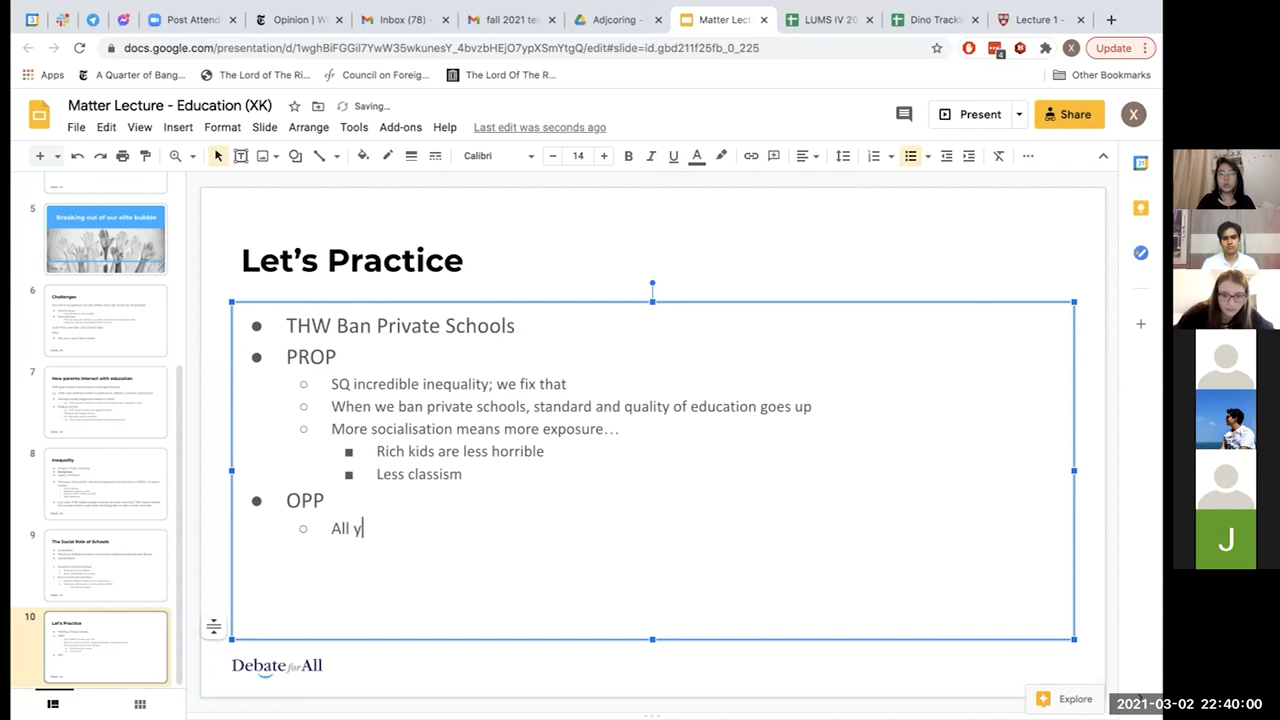 Post Attend
Opinion | W
Inbox (78)
fall 2021 te
Adjcoring -
Matter Lect
LUMS IV 20
Dino Tracki
Lecture 1 -
docs.google.com/presentation/d/1wghBiFGGiI7YwW35wkunesY_4bvzbHEjO7ypXSmYtgQ/edit#slide=id.gbd211f25fb_0_225
4
X
Update
Apps
A Quarter of Bang...
The Lord of The Ri...
Council on Foreig...
The Lord Of The R...
Other Bookmarks
Matter Lecture - Education (XK)
Saving...
Present
Share
X
File Edit View Insert Format Slide Arrange Tools Add-ons Help
Last edit was seconds ago
Calibri
14
31
5
Breaking out of our elite bubble
6
Challenges
7
How parents interact with education
8
Inequality
9
The Social Role of Schools
10
Let's Practice
Let's Practice
THW Ban Private Schools
PROP
SQ incredible inequality, fix that
When we ban private schools, standard and quality of education goes up
More socialisation means more exposure...
Rich kids are less terrible
Less classism
OPP
All y
Debate for All
Explore
J
2021-03-02 22:40:00